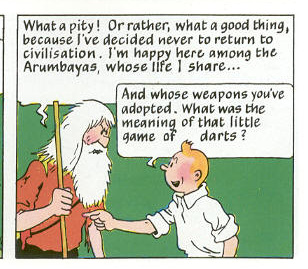 What a pity! Or rather, what a good thing,
because I've decided never to return to
civilisation. I'm happy here among the
Arumbayas, whose life I share...
And whose weapons you've
adopted. What was the
meaning of that little
game of darts?